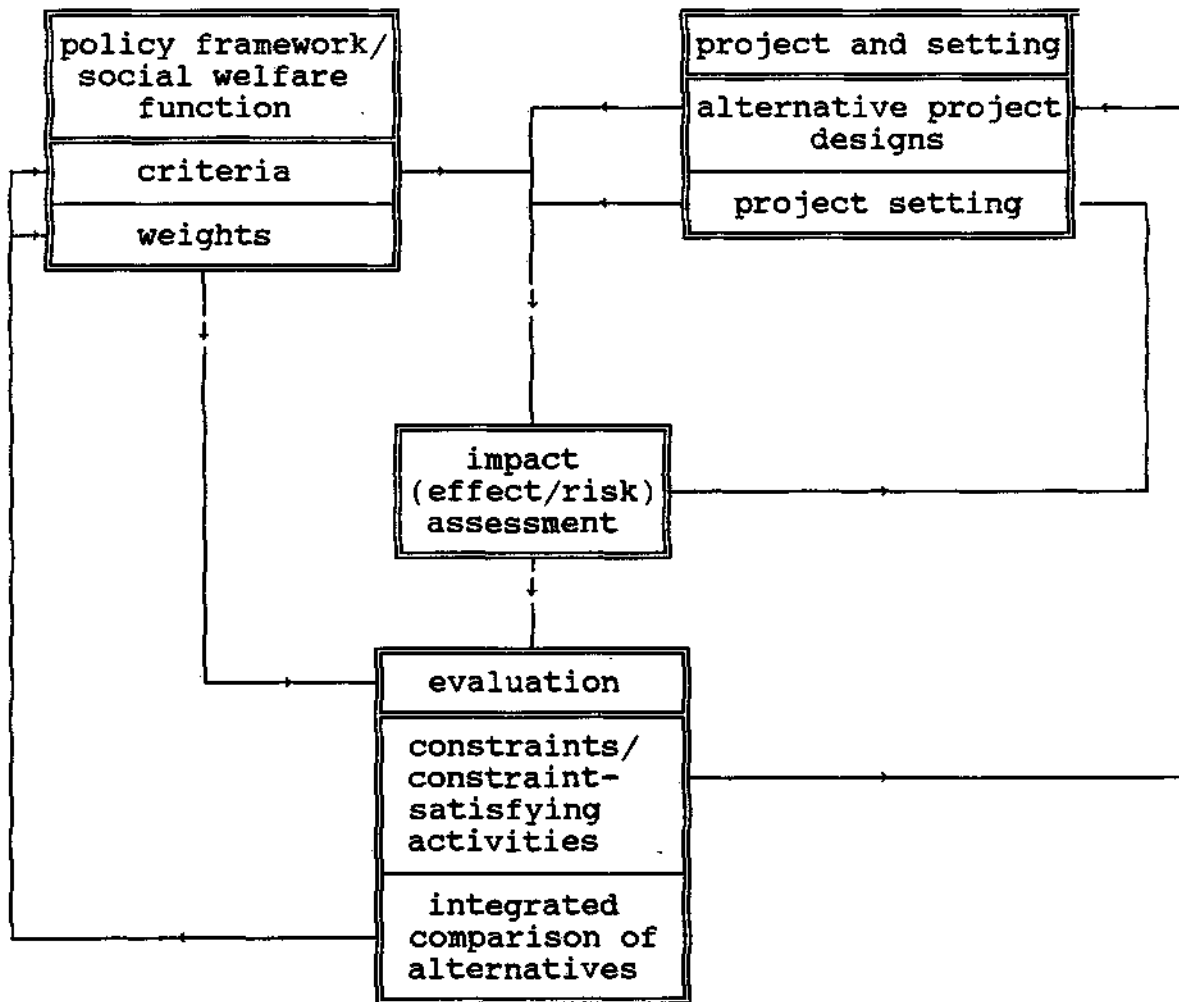 policy framework/
social welfare
function
criteria
weights
project and setting
alternative project
designs
project setting
impact
(effect/risk)
assessment
evaluation
constraints/
constraint-
satisfying
activities
integrated
comparison of
alternatives